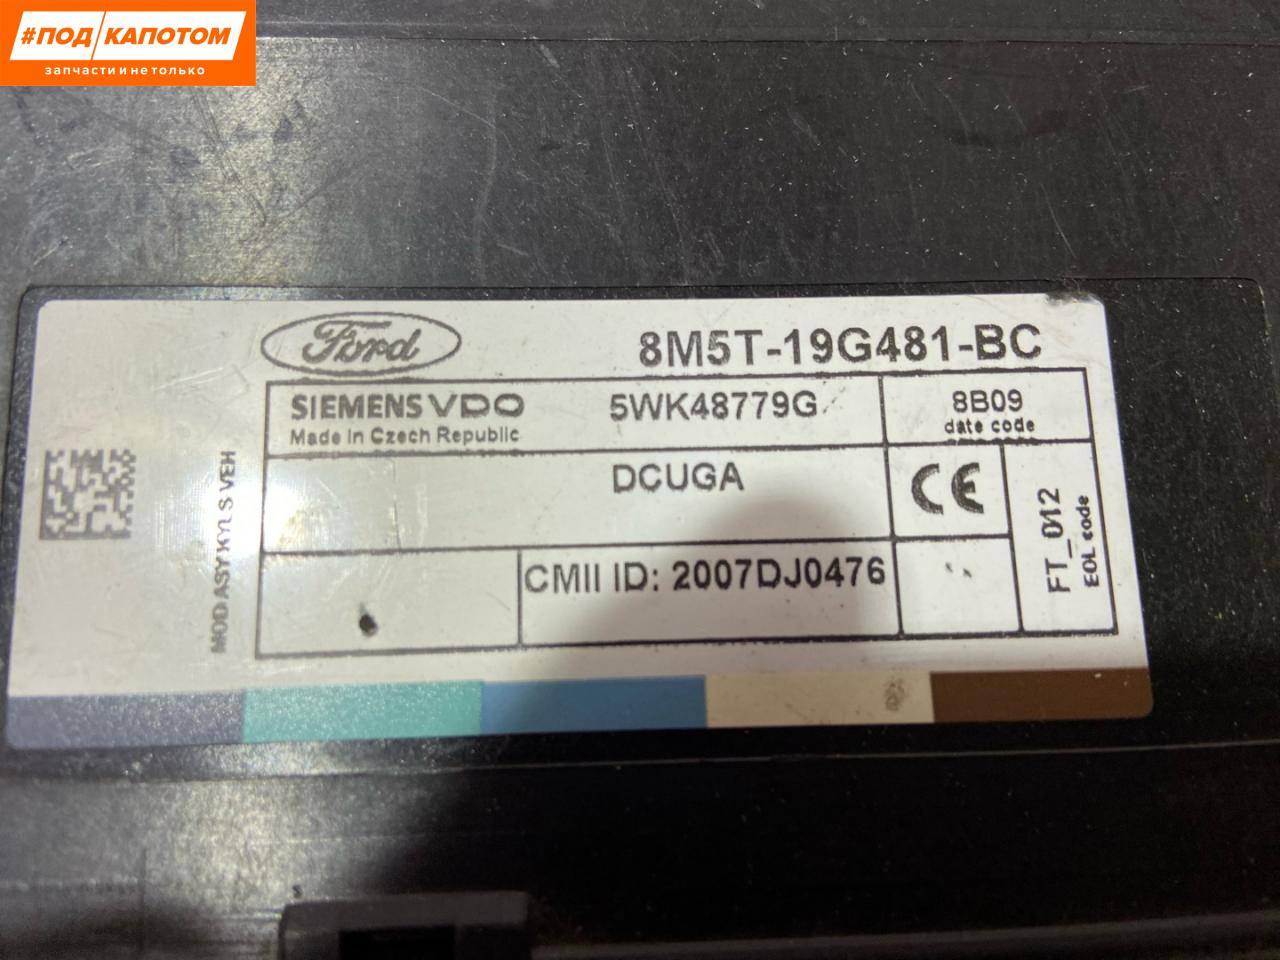 #ПОД/КАПОТОМ
запчасти и не только
Ford
8M5T-19G481-BC
SIEMENS VDO
Made in Czech Republic
5WK48779G
8B09
date code
DCUGA
CE
CMII ID: 2007DJ0476
FT_012
EOL code
MOD ASY KYLS VEH